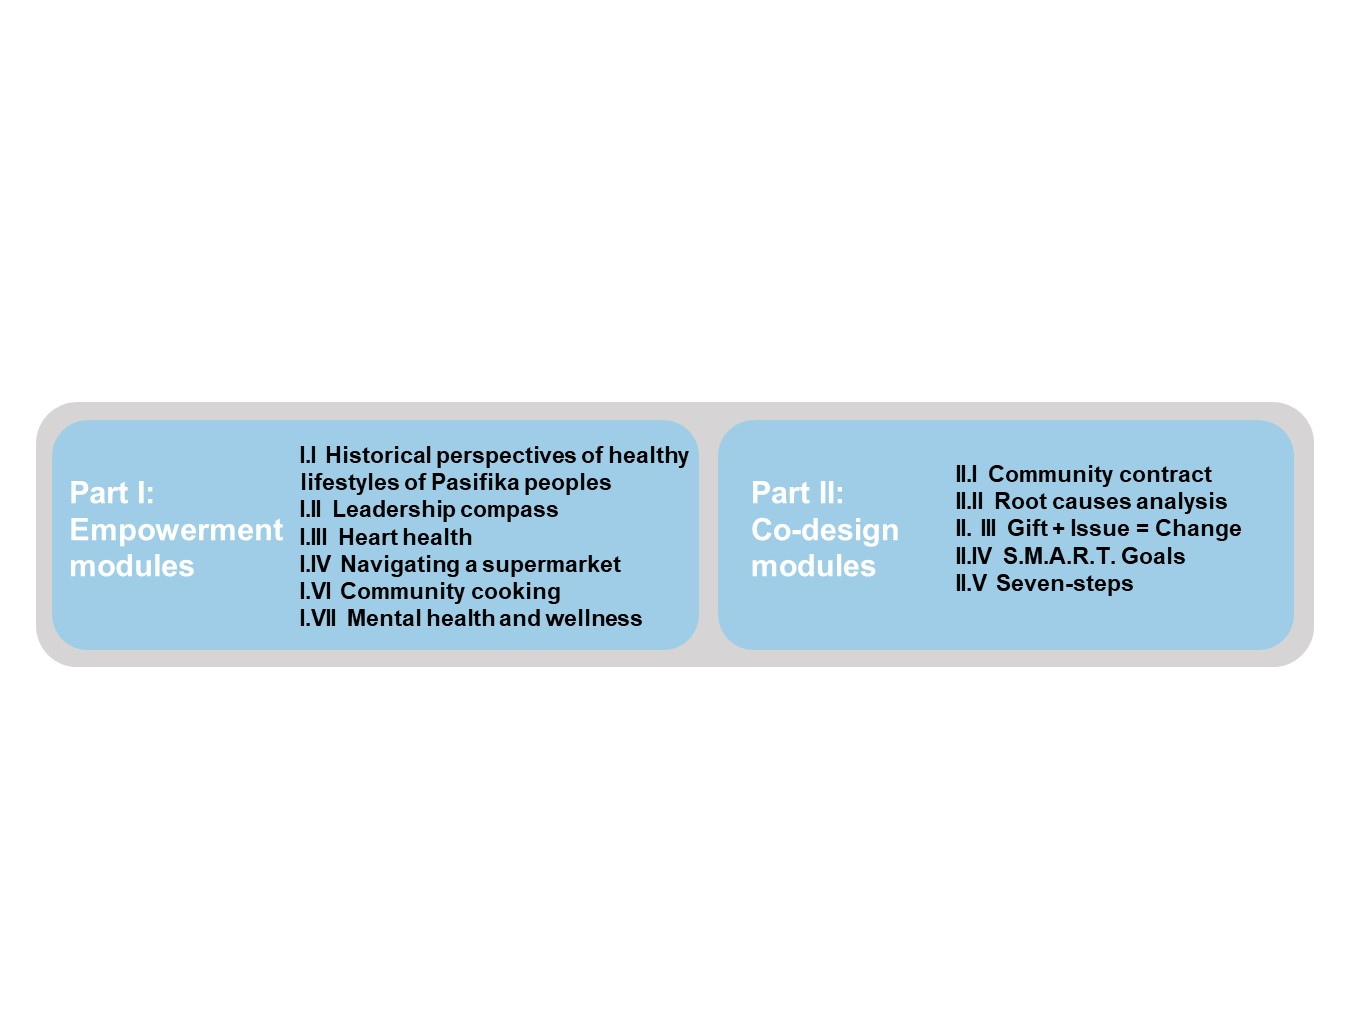 Part I:
Empowerment
modules
I.I Historical perspectives of healthy
lifestyles of Pasifika peoples
I.II Leadership compass
I.III Heart health
I.IV Navigating a supermarket
I.VI Community cooking
I.VII Mental health and wellness
Part II:
Co-design
modules
II.I Community contract
II.II Root causes analysis
II. III Gift + Issue = Change
II.IV S.M.A.R.T. Goals
II.V Seven-steps